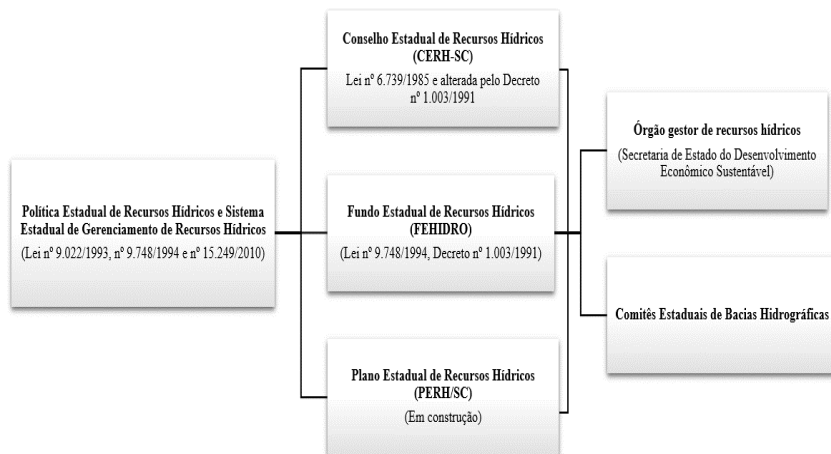 Política Estadual de Recursos Hídricos e Sistema
Estadual de Gerenciamento de Recursos Hídricos
(Lei nº 9.022/1993, nº 9.748/1994 e nº 15.249/2010)
Conselho Estadual de Recursos Hídricos
(CERH-SC)
Lei nº 6.739/1985 e alterada pelo Decreto
nº 1.003/1991
Fundo Estadual de Recursos Hídricos
(FEHIDRO)
(Lei nº 9.748/1994, Decreto nº 1.003/1991)
Plano Estadual de Recursos Hídricos
(PERH/SC)
(Em construção)
Órgão gestor de recursos hídricos
(Secretaria de Estado do Desenvolvimento
Econômico Sustentável)
Comitês Estaduais de Bacias Hidrográficas